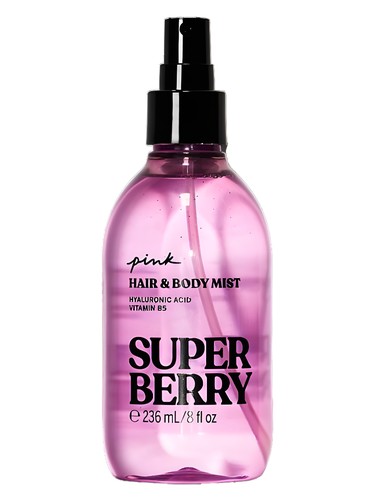 pink
HAIR & BODY MIST
HYALURONIC ACID
VITAMIN B5
SUPER
BERRY
℮ 236 mL/8 fl oz